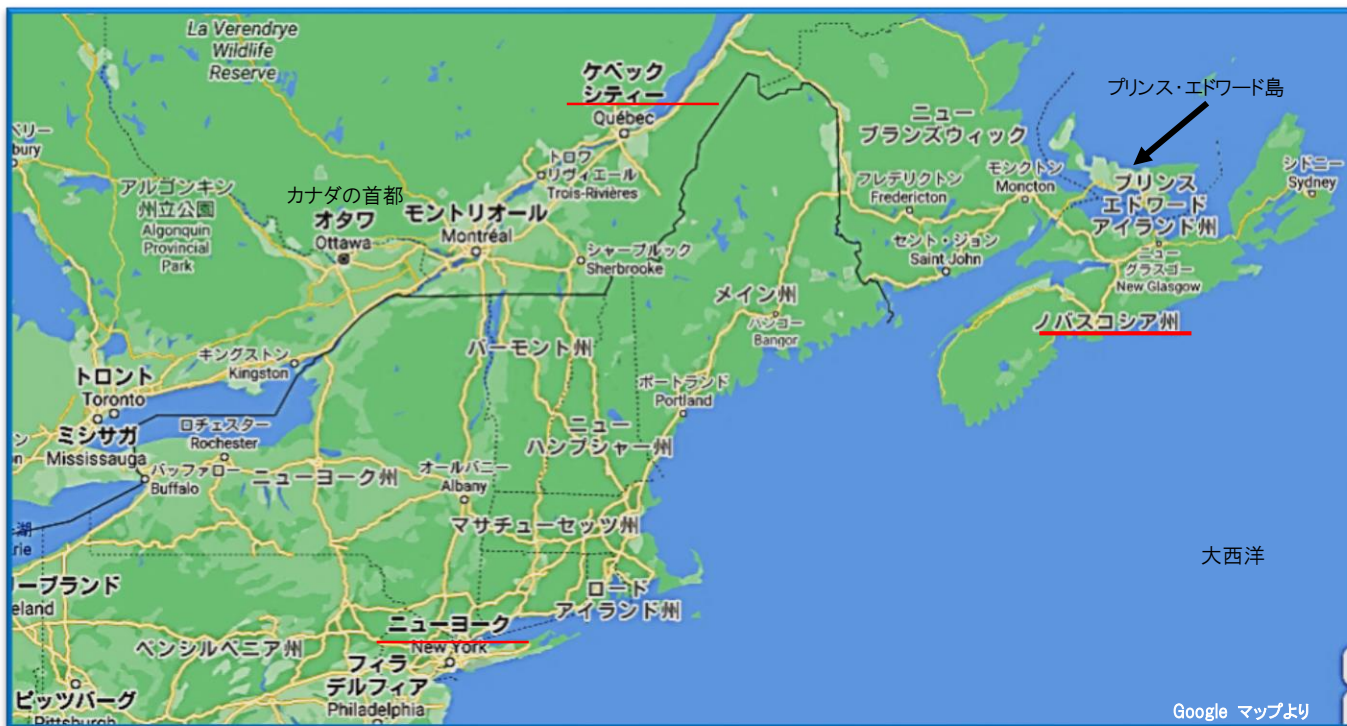 La Verendrye
Wildlife
Reserve
ケベック
シティー
Québec
プリンス・エドワード島
ニュー
ブランズウィック
ベリー
bury
トロワ
リヴィエール
Trois-Rivières
モンクトン
Moncton
シドニー
Sydney
アルゴンキン
州立公園
Algonquin
Provincial
Park
カナダの首都
オタワ
Ottawa
モントリオール
Montréal
フレデリクトン
Fredericton
プリンス
エドワード
アイランド州
シャーブルック
Sherbrooke
セント・ジョン
Saint John
ニュー
グラスゴー
New Glasgow
メイン州
バンゴー
Bangor
ノバスコシア州
キングストン
Kingston
バーモント州
トロント
Toronto
ポートランド
Portland
ミシサガ
Mississauga
ロチェスター
Rochester
ニュー
ハンプシャー州
バッファロー
Buffalo
ニューヨーク州
オールバニー
Albany
マサチューセッツ州
湖
rie
大西洋
リーブランド
eland
ロード
アイランド州
ニューヨーク
New York
ペンシルベニア州
フィラ
デルフィア
Philadelphia
ピッツバーグ
Pittsburgh
Google マップより